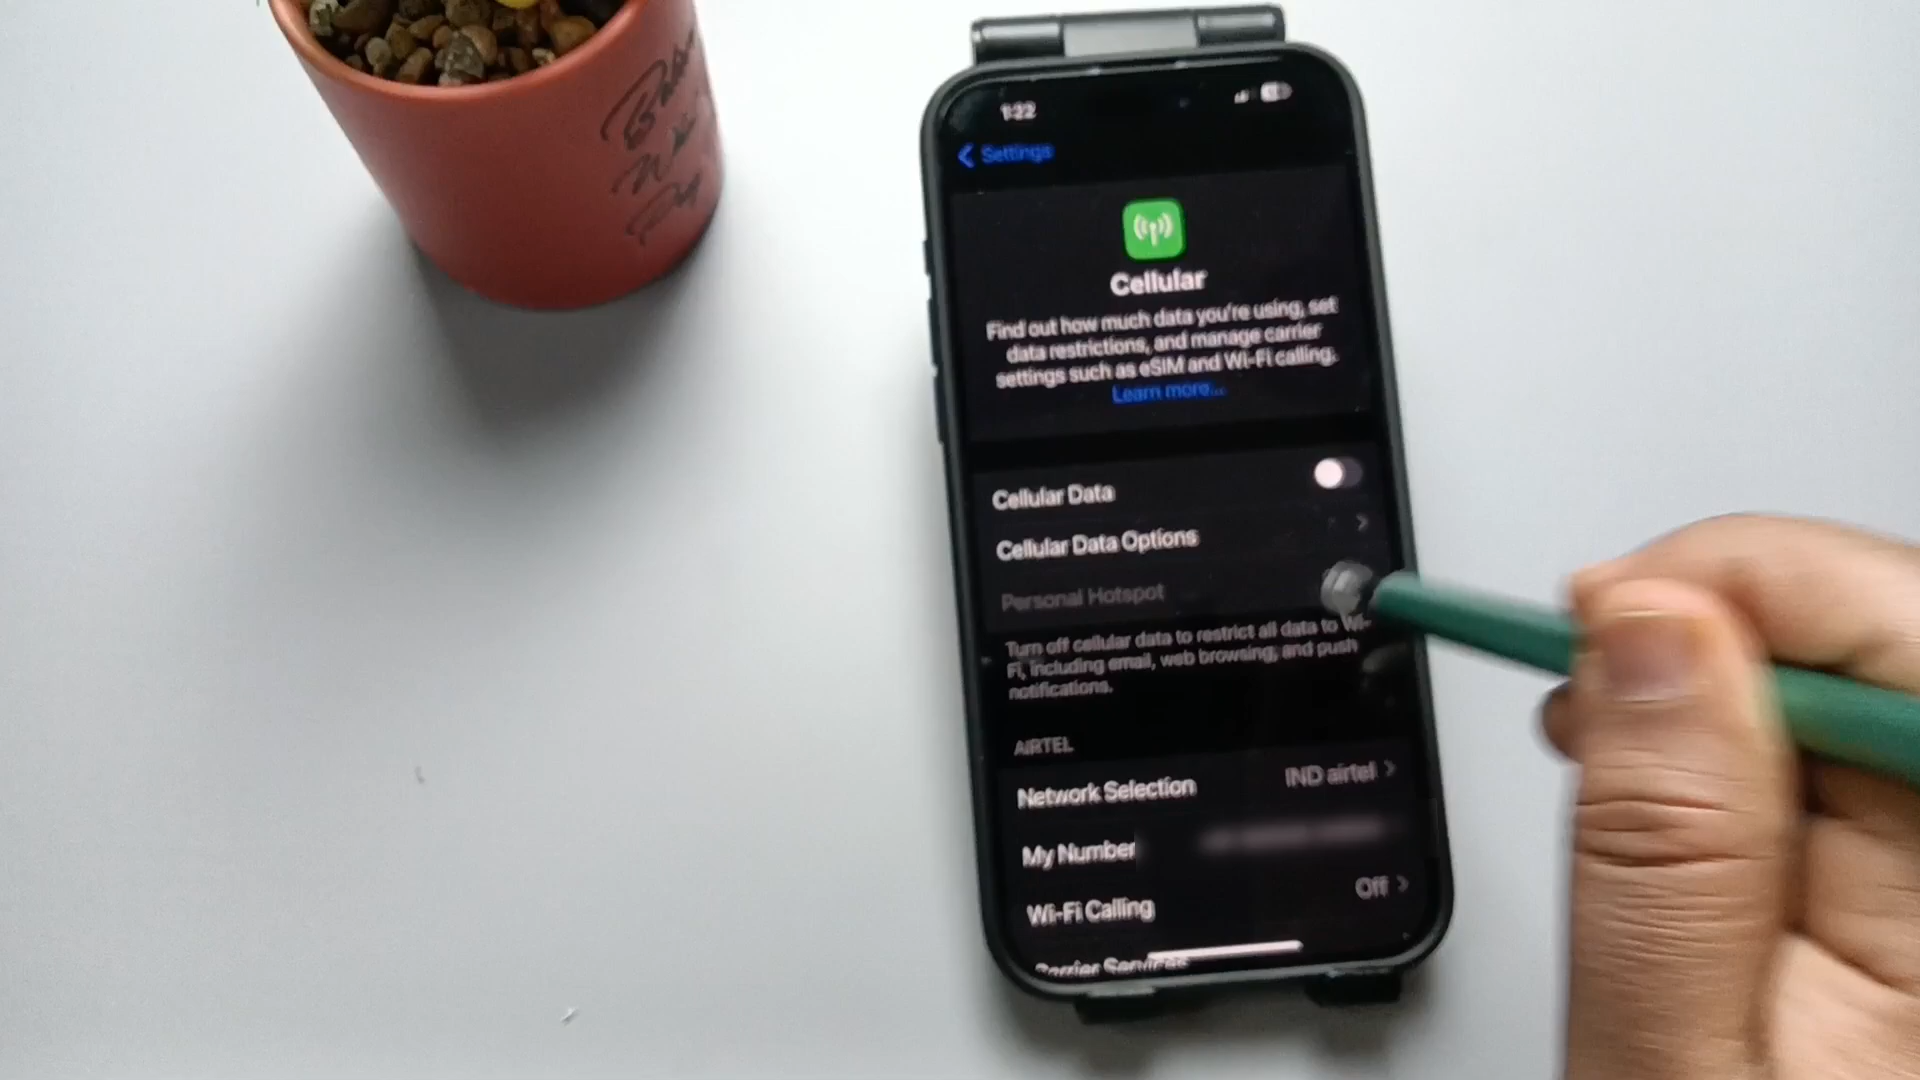 1:22
Settings
Cellular
Find out how much data you're using, set
data restrictions, and manage carrier
settings such as eSIM and Wi-Fi calling.
Learn more...
Cellular Data
Cellular Data Options
Personal Hotspot
Turn off cellular data to restrict all data to Wi-
Fi, including email, web browsing, and push
notifications.
AIRTEL
Network Selection IND airtel
My Number
Wi-Fi Calling Off
Carrier Services